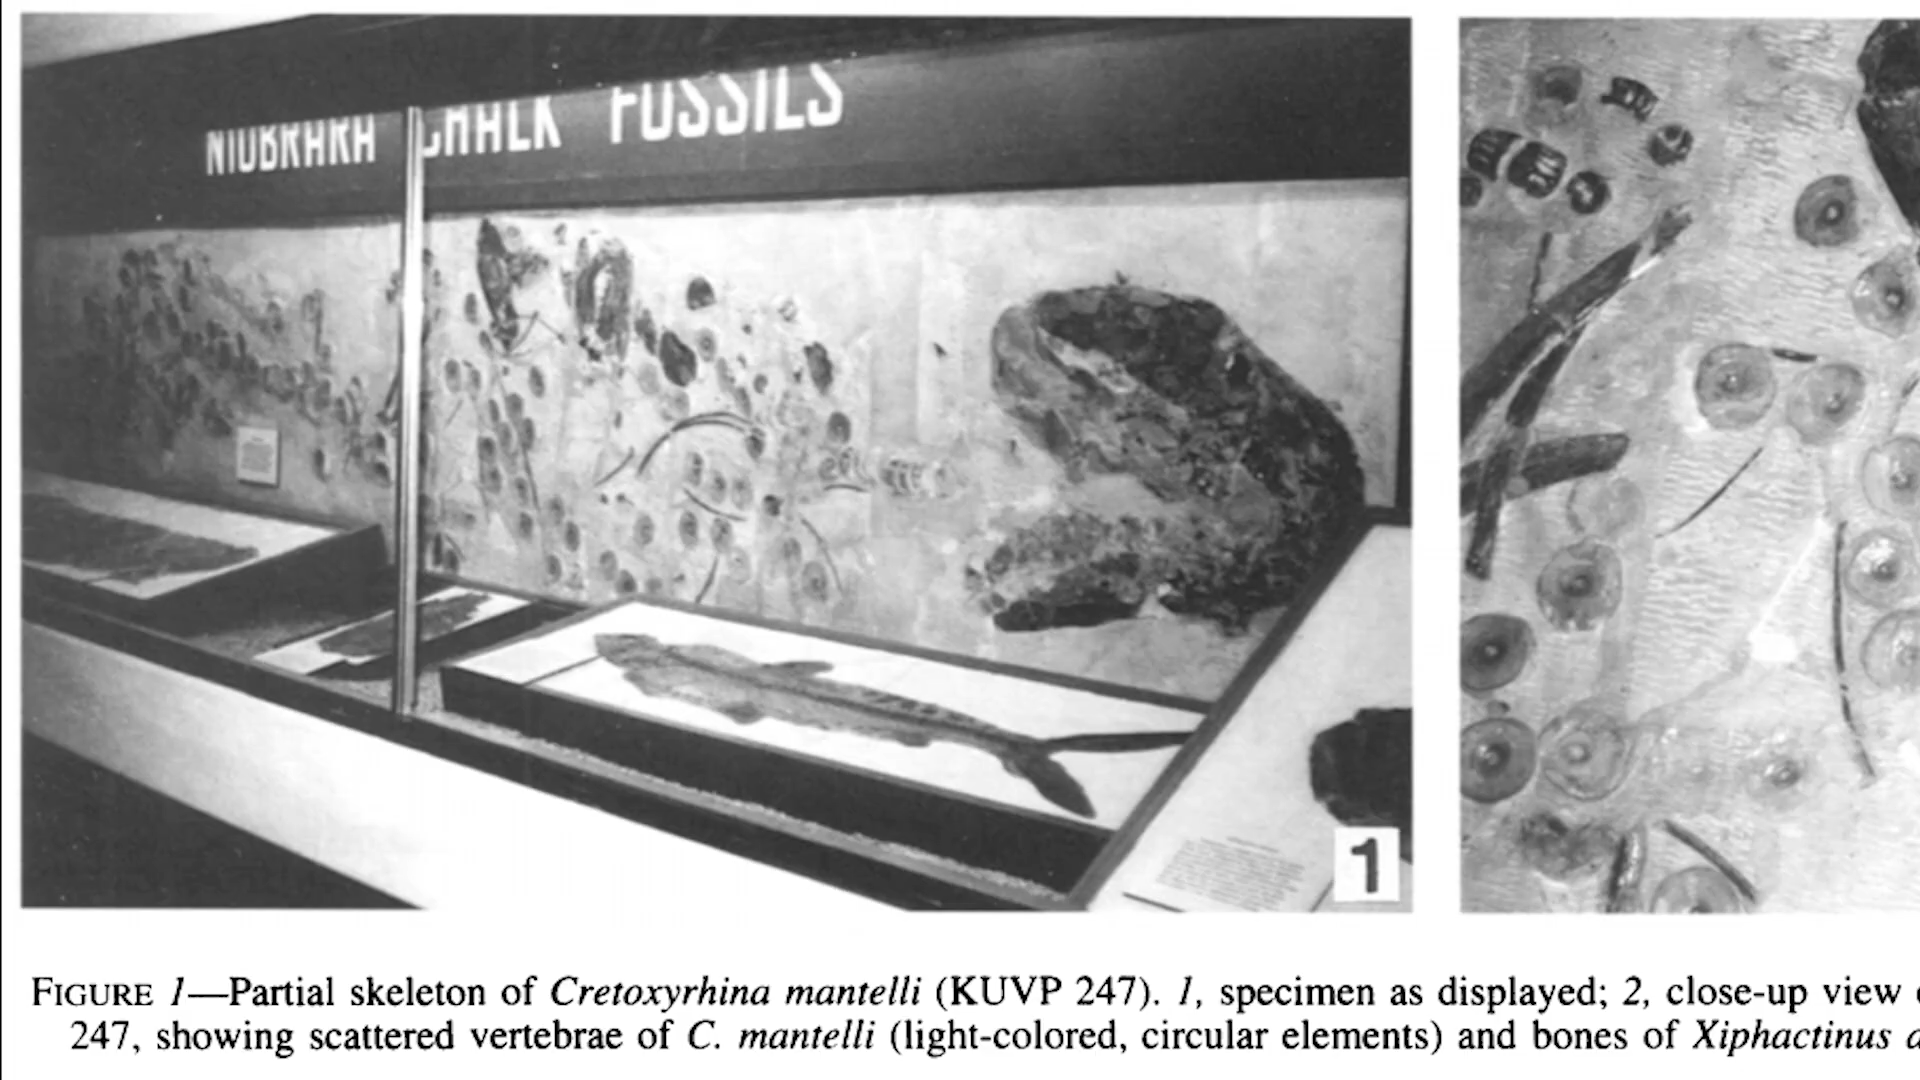 NIOBRARA CHALK FOSSILS
1
FIGURE 1—Partial skeleton of Cretoxyrhina mantelli (KUVP 247). 1, specimen as displayed; 2, close-up view
247, showing scattered vertebrae of C. mantelli (light-colored, circular elements) and bones of Xiphactinus